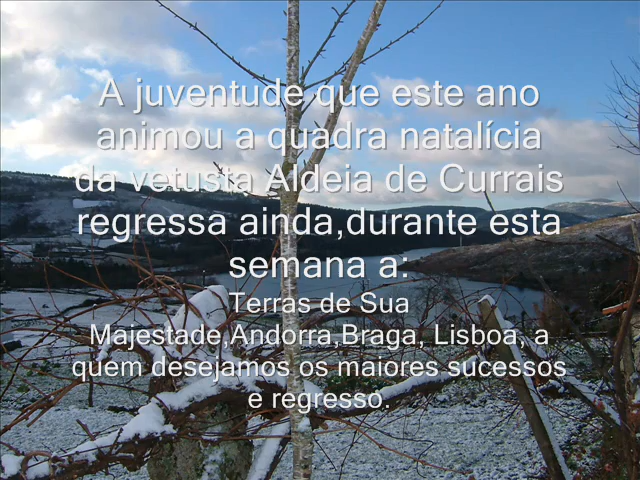 A juventude que este ano
animou a quadra natalícia
da vetusta Aldeia de Currais
regressa ainda,durante esta
semana a:
Terras de Sua
Majestade,Andorra,Braga, Lisboa, a
quem desejamos os maiores sucessos
e regresso.